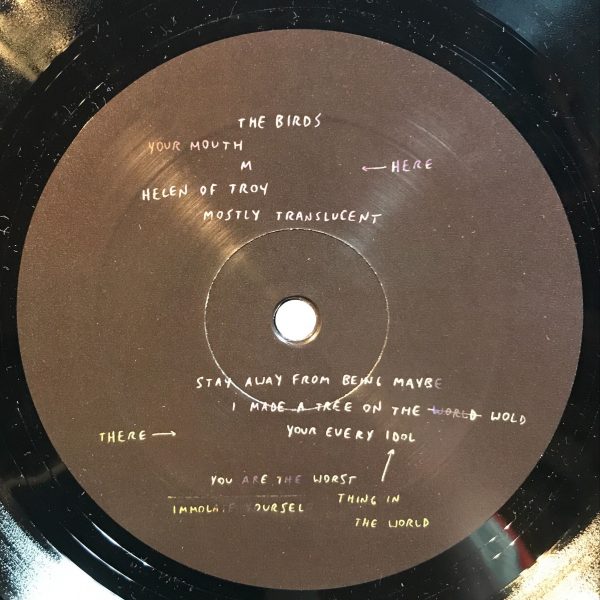 THE BIRDS
YOUR MOUTH
M
← HERE
HELEN OF TROY
MOSTLY TRANSLUCENT
STAY AWAY FROM BEING MAYBE
I MADE A TREE ON THE WORLD WOLD
THERE →
YOUR EVERY IDOL
YOU ARE THE WORST
THING IN
THE WORLD
IMMOLATE YOURSEL